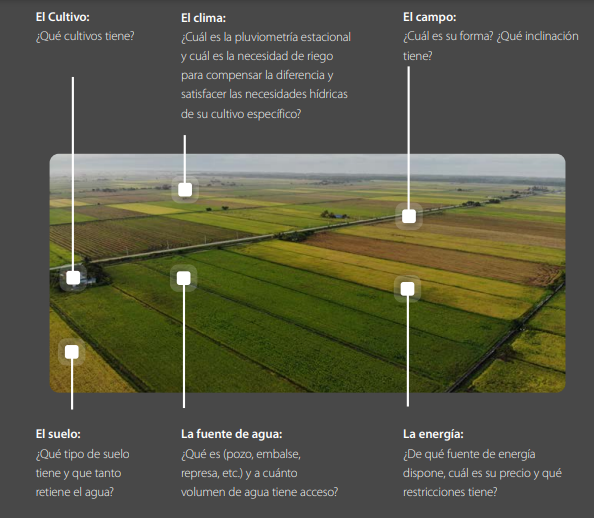 El Cultivo:
¿Qué cultivos tiene?
El clima:
¿Cuál es la pluviometría estacional
y cuál es la necesidad de riego
para compensar la diferencia y
satisfacer las necesidades hídricas
de su cultivo específico?
El campo:
¿Cuál es su forma? ¿Qué inclinación
tiene?
El suelo:
¿Qué tipo de suelo
tiene y que tanto
retiene el agua?
La fuente de agua:
¿Qué es (pozo, embalse,
represa, etc.) y a cuánto
volumen de agua tiene acceso?
La energía:
¿De qué fuente de energía
dispone, cuál es su precio y qué
restricciones tiene?